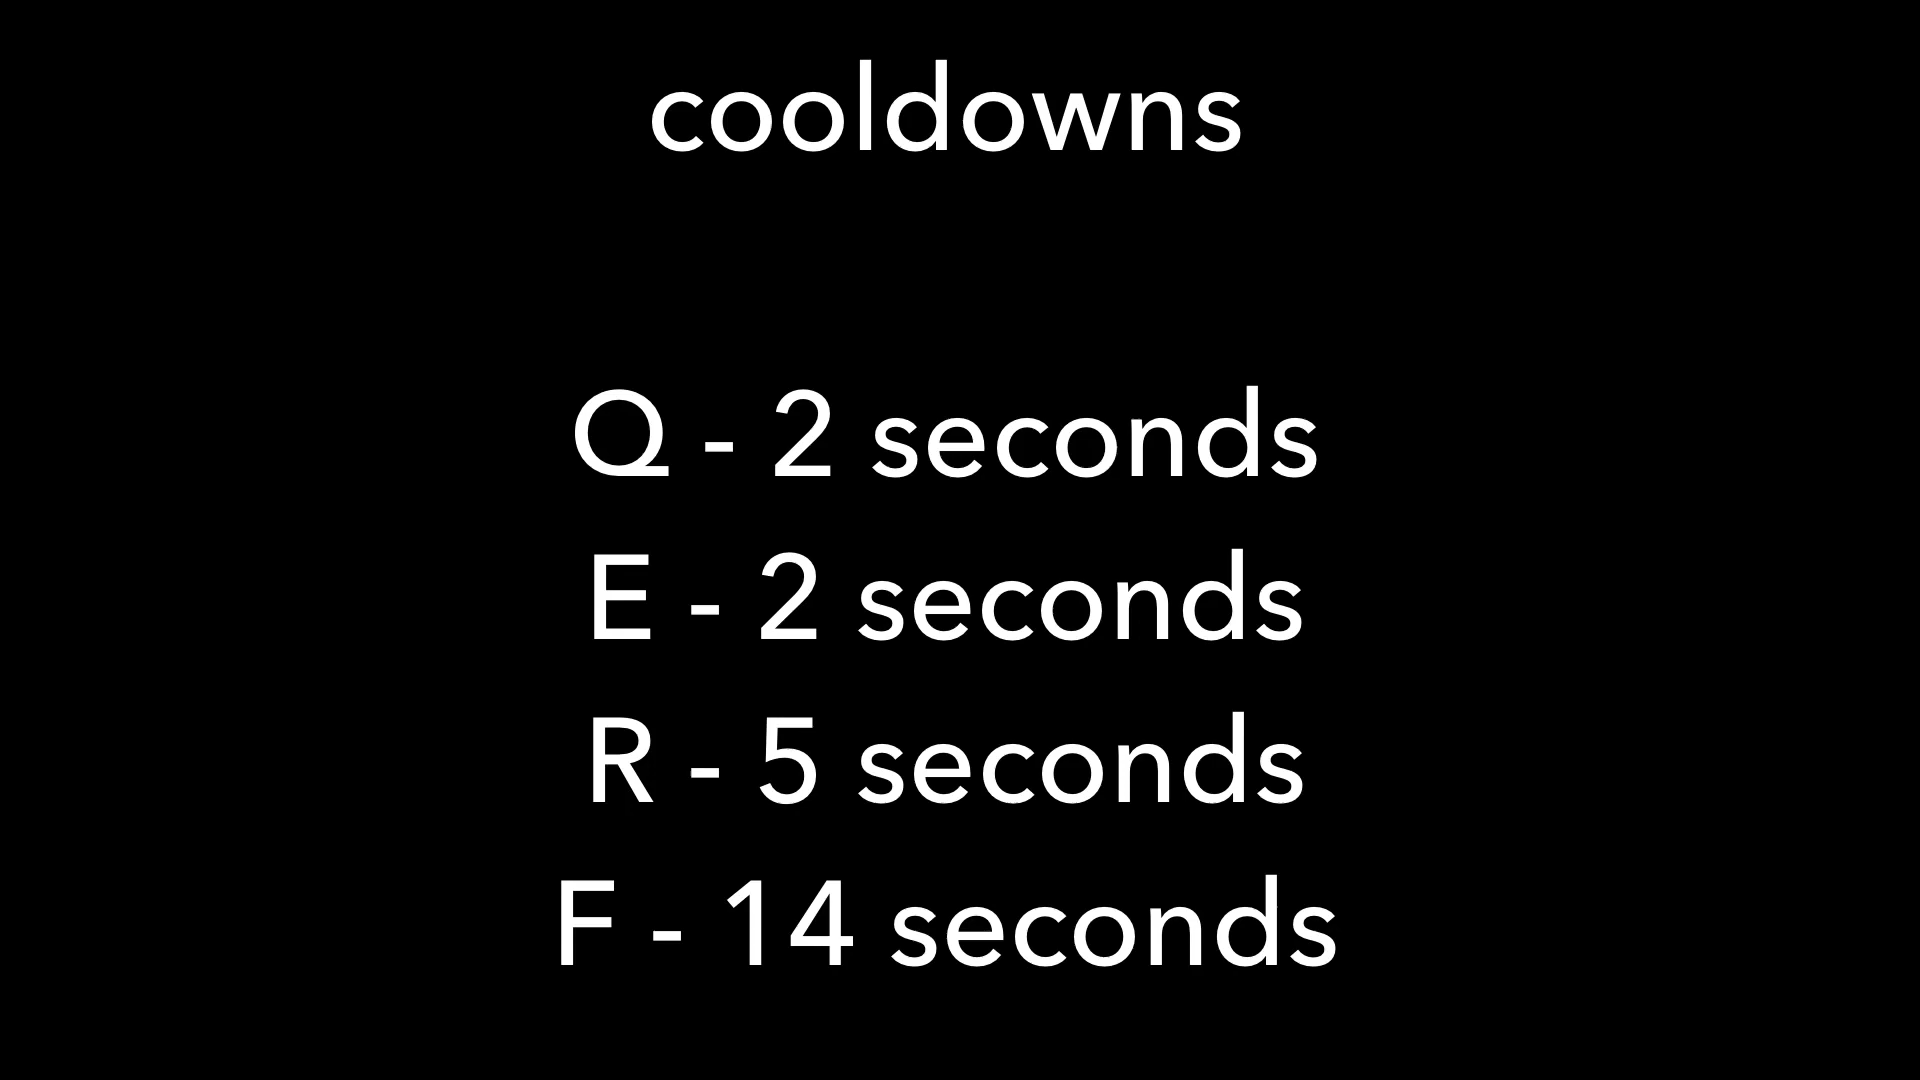 cooldowns
Q - 2 seconds
E - 2 seconds
R - 5 seconds
F - 14 seconds